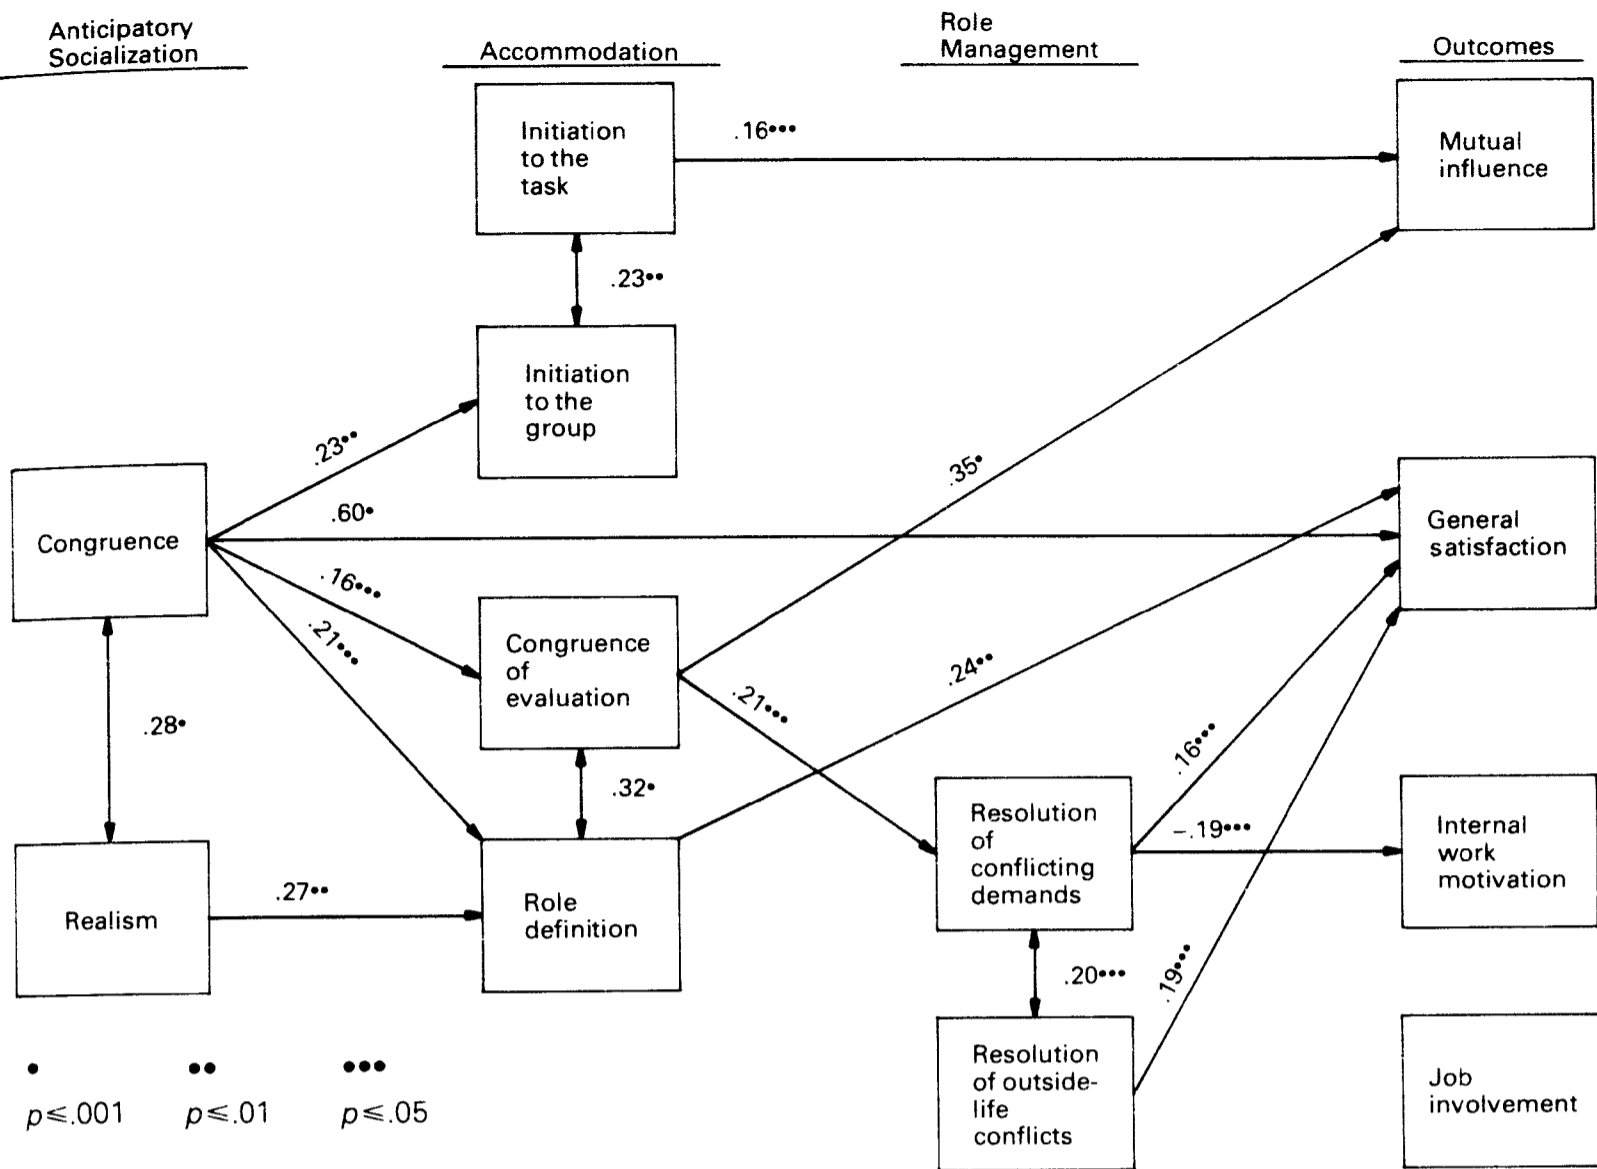 Anticipatory
Socialization
Accommodation
Role
Management
Outcomes
Initiation
to the
task
.16•••
Mutual
influence
.23••
Initiation
to the
group
.23••
.35•
Congruence
.60•
General
satisfaction
.16•••
.21•••
Congruence
of
evaluation
.24••
.21•••
.28•
.32•
.16•••
Resolution
of
conflicting
demands
–.19•••
Internal
work
motivation
Realism
.27••
Role
definition
.20•••
.19•••
Resolution
of outside-
life
conflicts
Job
involvement
• •• •••
p≤.001 p≤.01 p≤.05